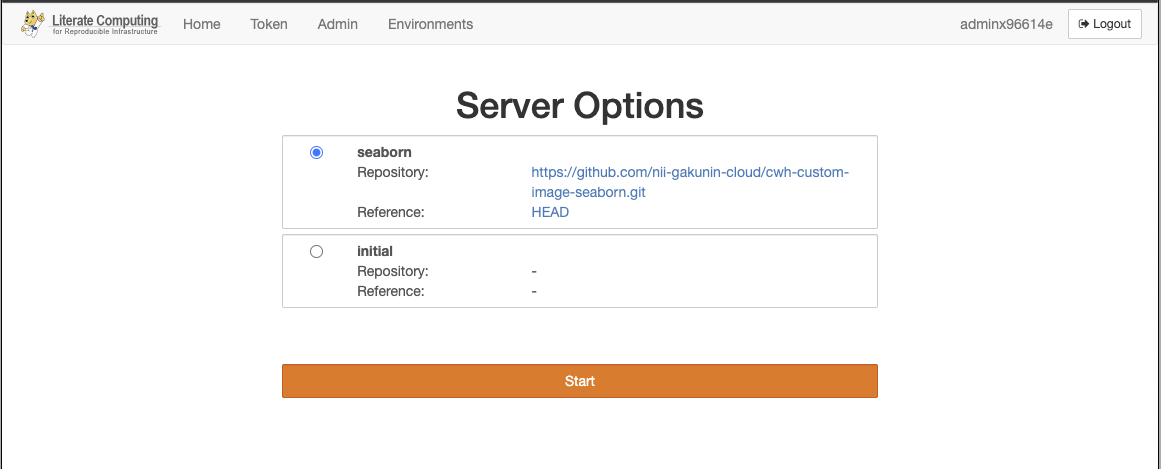 Literate Computing
for Reproducible Infrastructure
Home Token Admin Environments adminx96614e Logout
Server Options
seaborn
Repository: https://github.com/nii-gakunin-cloud/cwh-custom-
image-seaborn.git
Reference: HEAD
initial
Repository: -
Reference: -
Start